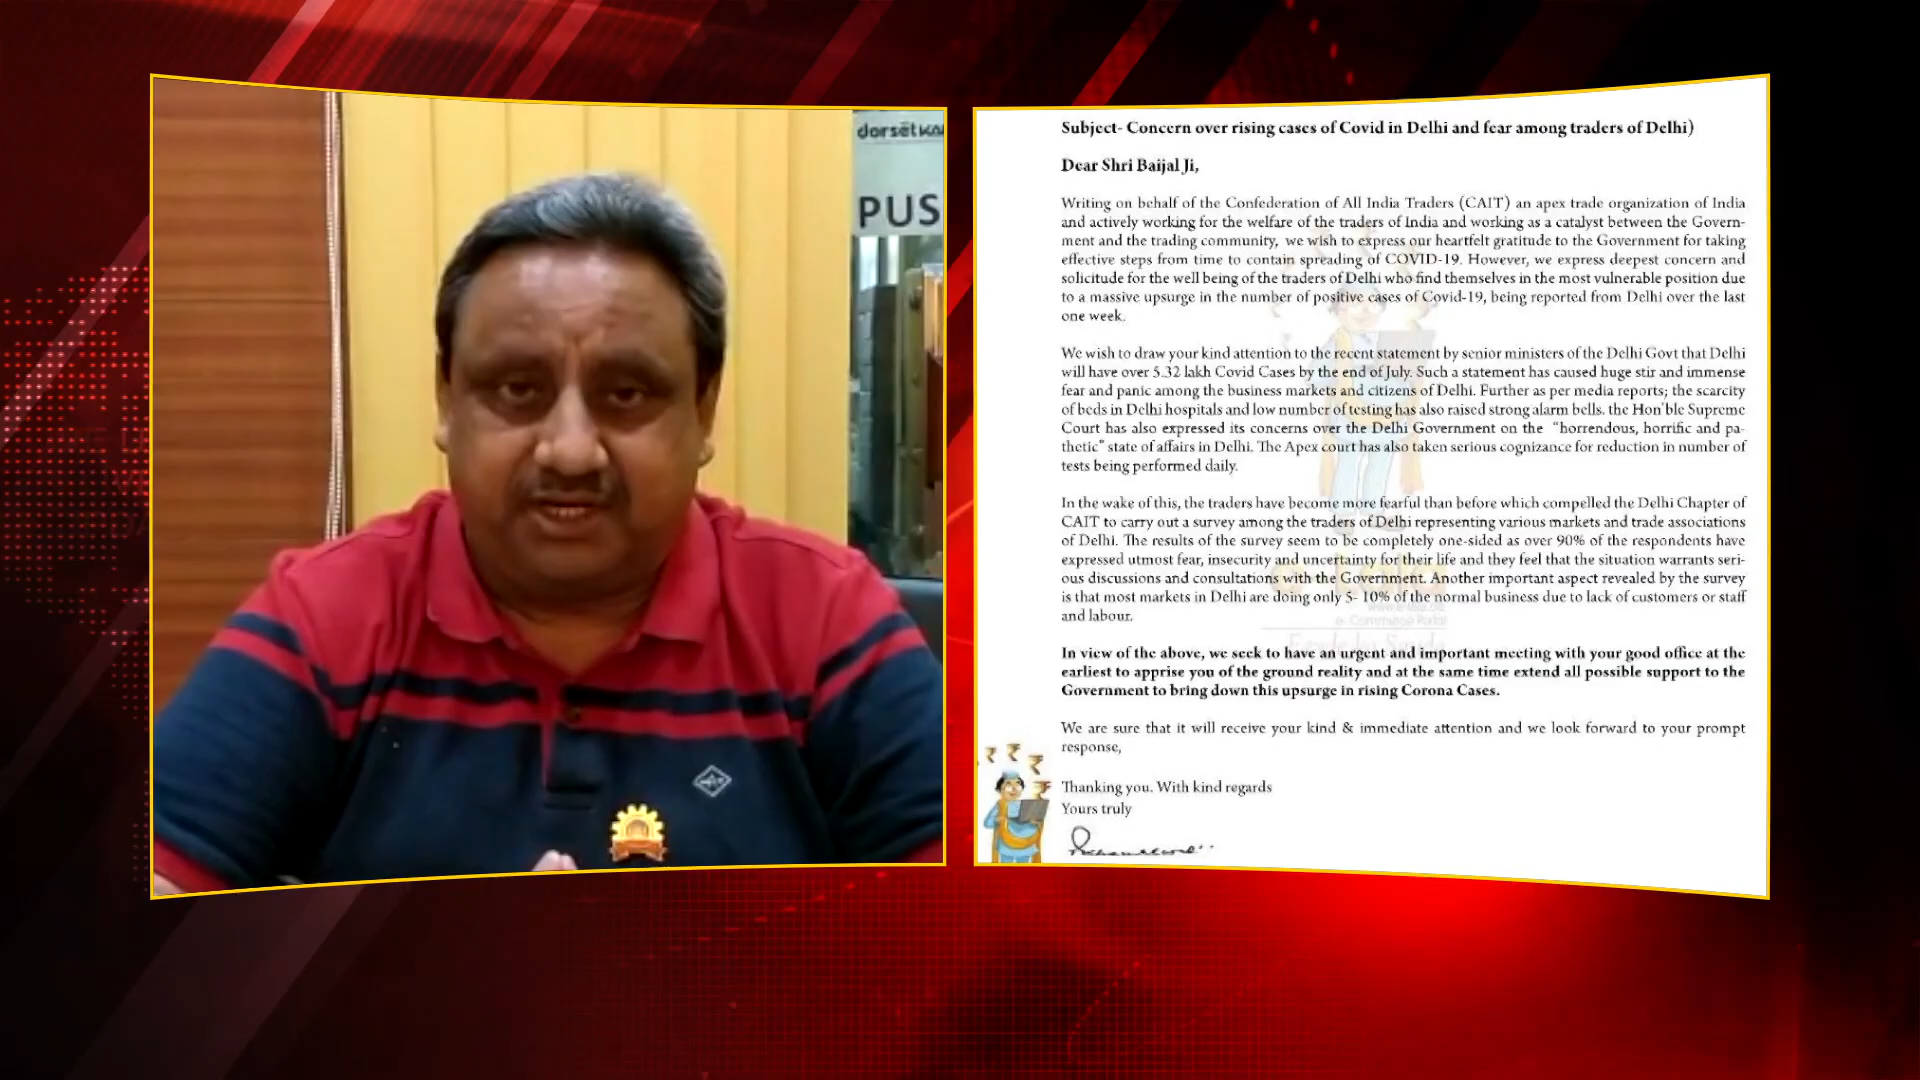 dorset
PUS
Subject- Concern over rising cases of Covid in Delhi and fear among traders of Delhi)
Dear Shri Baijal Ji,
Writing on behalf of the Confederation of All India Traders (CAIT) an apex trade organization of India
and actively working for the welfare of the traders of India and working as a catalyst between the Govern-
ment and the trading community, we wish to express our heartfelt gratitude to the Government for taking
effective steps from time to contain spreading of COVID-19. However, we express deepest concern and
solicitude for the well being of the traders of Delhi who find themselves in the most vulnerable position due
to a massive upsurge in the number of positive cases of Covid-19, being reported from Delhi over the last
one week.
We wish to draw your kind attention to the recent statement by senior ministers of the Delhi Govt that Delhi
will have over 5.32 lakh Covid Cases by the end of July. Such a statement has caused huge stir and immense
fear and panic among the business markets and citizens of Delhi. Further as per media reports; the scarcity
of beds in Delhi hospitals and low number of testing has also raised strong alarm bells. the Hon'ble Supreme
Court has also expressed its concerns over the Delhi Government on the "horrendous, horrific and pa-
thetic" state of affairs in Delhi. The Apex court has also taken serious cognizance for reduction in number of
tests being performed daily.
In the wake of this, the traders have become more fearful than before which compelled the Delhi Chapter of
CAIT to carry out a survey among the traders of Delhi representing various markets and trade associations
of Delhi. The results of the survey seem to be completely one-sided as over 90% of the respondents have
expressed utmost fear, insecurity and uncertainty for their life and they feel that the situation warrants seri-
ous discussions and consultations with the Government. Another important aspect revealed by the survey
is that most markets in Delhi are doing only 5- 10% of the normal business due to lack of customers or staff
and labour.
e-Commerce Portal
In view of the above, we seek to have an urgent and important meeting with your good office at the
earliest to apprise you of the ground reality and at the same time extend all possible support to the
Government to bring down this upsurge in rising Corona Cases.
We are sure that it will receive your kind & immediate attention and we look forward to your prompt
response,
Thanking you. With kind regards
Yours truly